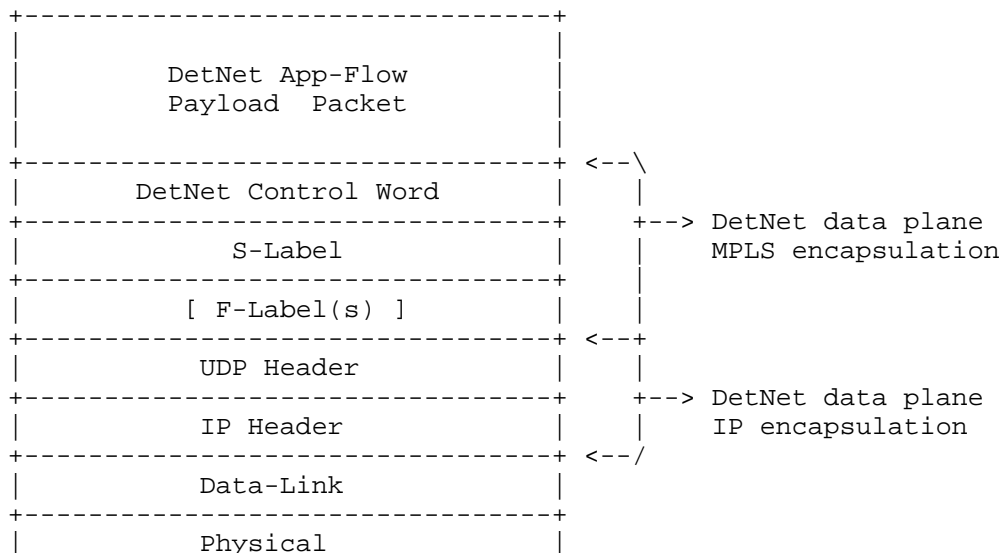 +---------------------------------+
|                                 |
|         DetNet App-Flow         |
|         Payload  Packet         |
|                                 |
+---------------------------------+ <--\
|       DetNet Control Word       |    |
+---------------------------------+    +--> DetNet data plane
|             S-Label             |    |    MPLS encapsulation
+---------------------------------+    |
|          [ F-Label(s) ]         |    |
+---------------------------------+ <--+
|           UDP Header            |    |
+---------------------------------+    +--> DetNet data plane
|           IP Header             |    |    IP encapsulation
+---------------------------------+ <--/
|           Data-Link             |
+---------------------------------+
|           Physical              |